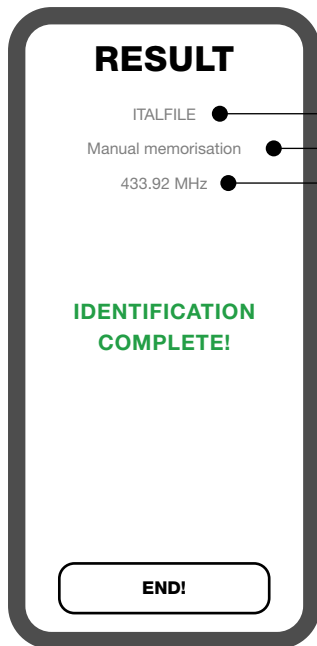 RESULT
ITALFILE
Manual memorisation
433.92 MHz
IDENTIFICATION
COMPLETE!
END!